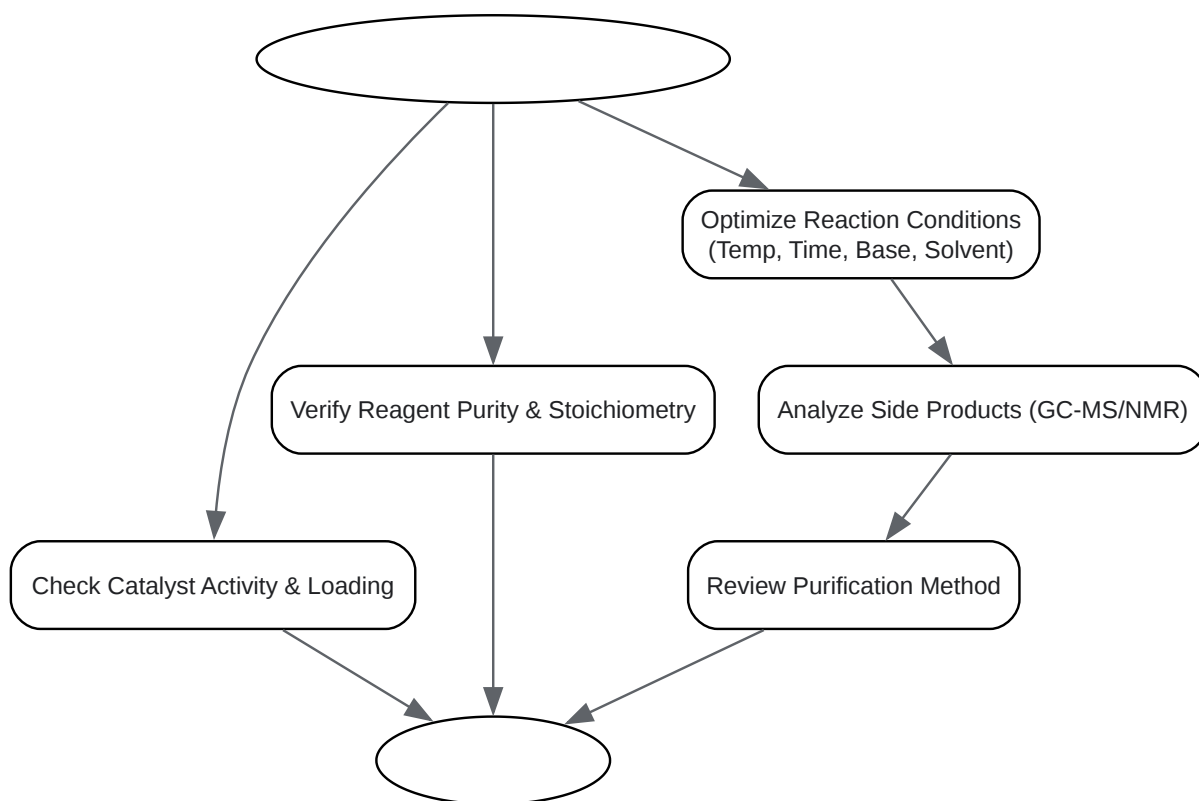 Optimize Reaction Conditions
(Temp, Time, Base, Solvent)
Verify Reagent Purity & Stoichiometry
Analyze Side Products (GC-MS/NMR)
Check Catalyst Activity & Loading
Review Purification Method